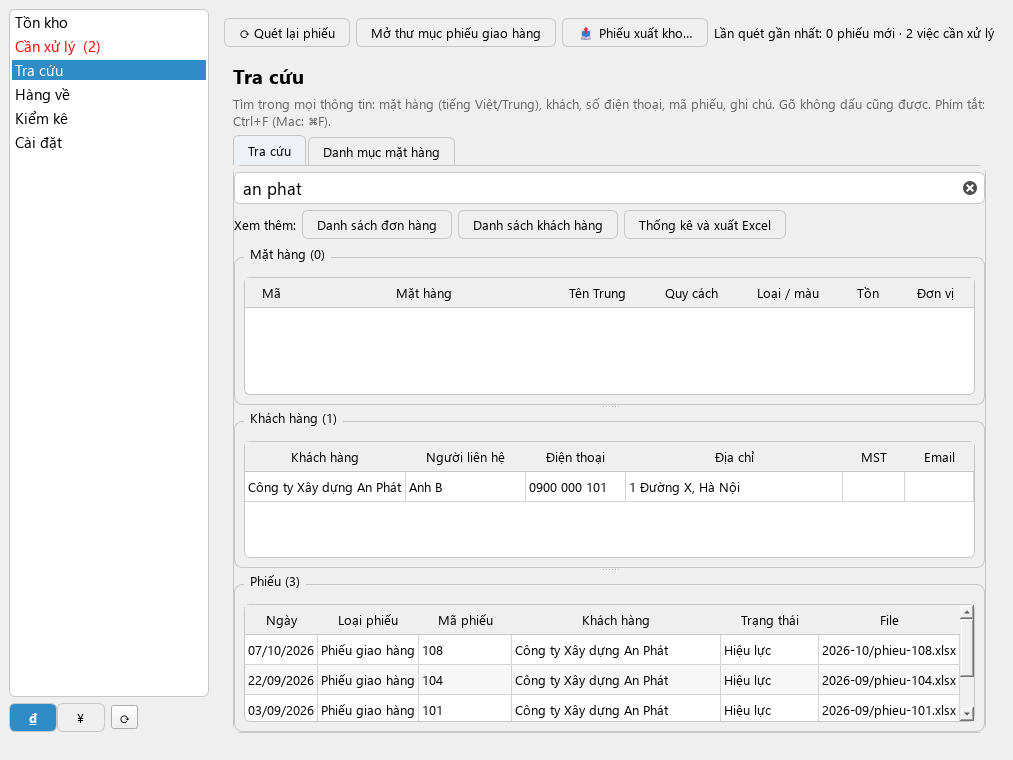 Tồn kho
Cần xử lý (2)
Tra cứu
Hàng về
Kiểm kê
Cài đặt
₫ ¥ ⟳
⟳ Quét lại phiếu Mở thư mục phiếu giao hàng Phiếu xuất kho... Lần quét gần nhất: 0 phiếu mới · 2 việc cần xử lý
Tra cứu
Tìm trong mọi thông tin: mặt hàng (tiếng Việt/Trung), khách, số điện thoại, mã phiếu, ghi chú. Gõ không dấu cũng được. Phím tắt:
Ctrl+F (Mac: ⌘F).
Tra cứu Danh mục mặt hàng
an phat
Xem thêm: Danh sách đơn hàng Danh sách khách hàng Thống kê và xuất Excel
Mặt hàng (0)
Mã Mặt hàng Tên Trung Quy cách Loại / màu Tồn Đơn vị
Khách hàng (1)
Khách hàng Người liên hệ Điện thoại Địa chỉ MST Email
Công ty Xây dựng An Phát Anh B 0900 000 101 1 Đường X, Hà Nội
Phiếu (3)
Ngày Loại phiếu Mã phiếu Khách hàng Trạng thái File
07/10/2026 Phiếu giao hàng 108 Công ty Xây dựng An Phát Hiệu lực 2026-10/phieu-108.xlsx
22/09/2026 Phiếu giao hàng 104 Công ty Xây dựng An Phát Hiệu lực 2026-09/phieu-104.xlsx
03/09/2026 Phiếu giao hàng 101 Công ty Xây dựng An Phát Hiệu lực 2026-09/phieu-101.xlsx